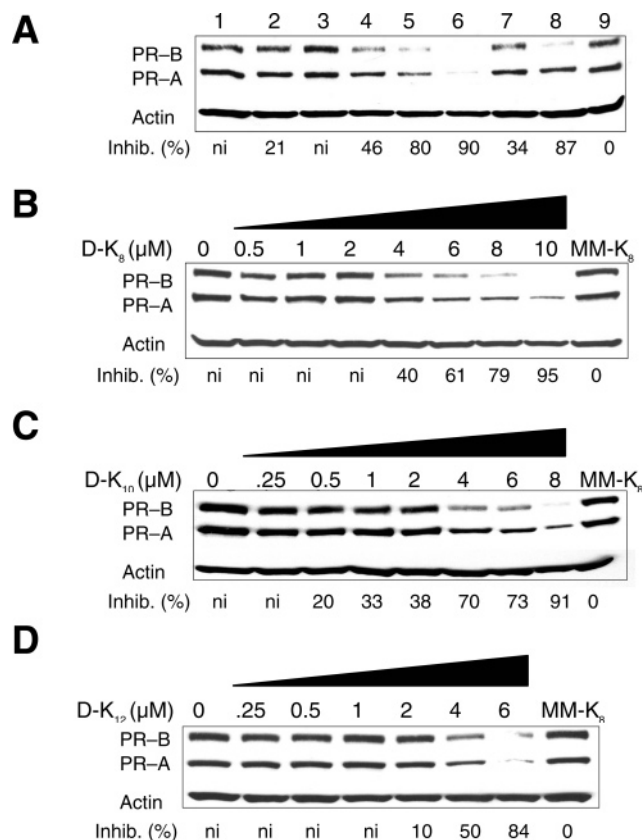 A
1 2 3 4 5 6 7 8 9
PR–B
PR–A
Actin
Inhib. (%) ni 21 ni 46 80 90 34 87 0
B
D-K₈ (µM) 0 0.5 1 2 4 6 8 10 MM-K₈
PR–B
PR–A
Actin
Inhib. (%) ni ni ni ni 40 61 79 95 0
C
D-K₁₀ (µM) 0 .25 0.5 1 2 4 6 8 MM-K₈
PR–B
PR–A
Actin
Inhib. (%) ni ni 20 33 38 70 73 91 0
D
D-K₁₂ (µM) 0 .25 0.5 1 2 4 6 MM-K₈
PR–B
PR–A
Actin
Inhib. (%) ni ni ni ni 10 50 84 0